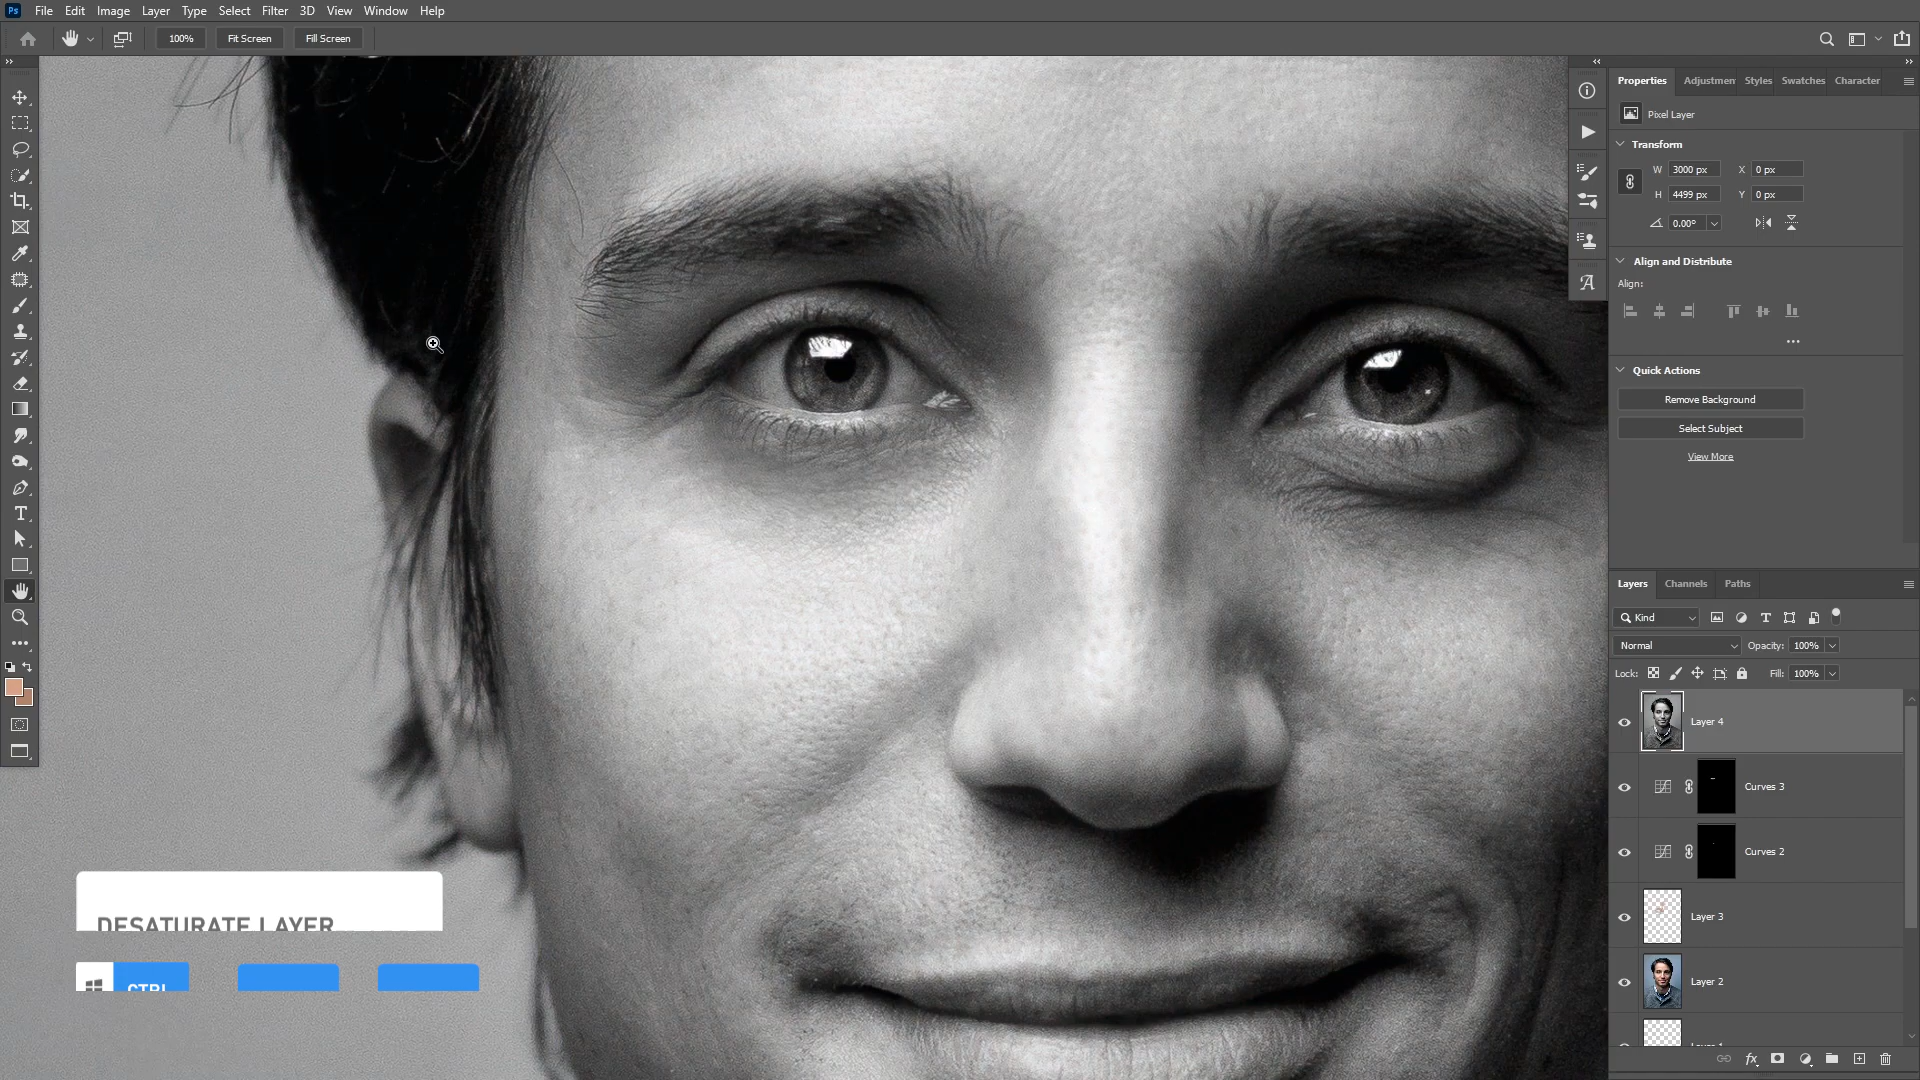 Ps File Edit Image Layer Type Select Filter 3D View Window Help
100% Fit Screen Fill Screen
Properties Adjustmen Styles Swatches Character
Pixel Layer
Transform
W 3000 px X 0 px
H 4499 px Y 0 px
0.00°
Align and Distribute
Align:
Quick Actions
Remove Background
Select Subject
View More
Layers Channels Paths
Kind
Normal Opacity: 100%
Lock: Fill: 100%
Layer 4
Curves 3
Curves 2
Layer 3
Layer 2
fx
DESATURATE LAYER
CTRL